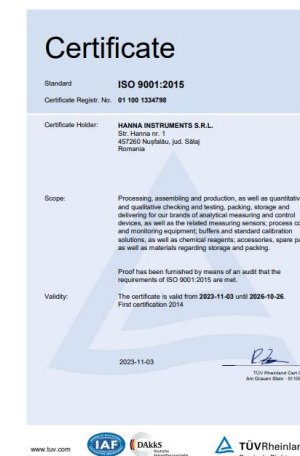 Certificate
Standard ISO 9001:2015
Certificate Registr. No. 01 100 1334798
Certificate Holder: HANNA INSTRUMENTS S.R.L.
Str. Hanna nr. 1
457260 Nușfalău, jud. Sălaj
Romania
Scope: Processing, assembling and production, as well as quantitative
and qualitative checking and testing, packing, storage and
delivering for our brands of analytical measuring and control
devices, as well as the related measuring sensors; process co
and monitoring equipment; buffers and standard calibration
solutions, as well as chemical reagents; accessories, spare pa
as well as materials regarding storage and packing.
Proof has been furnished by means of an audit that the
requirements of ISO 9001:2015 are met.
Validity: The certificate is valid from 2023-11-03 until 2026-10-26.
First certification 2014
2023-11-03
TÜV Rheinland Cert
Am Grauen Stein · 5110
www.tuv.com
IAF
DAkkS
Deutsche
Akkreditierungsstelle
TÜVRheinlan